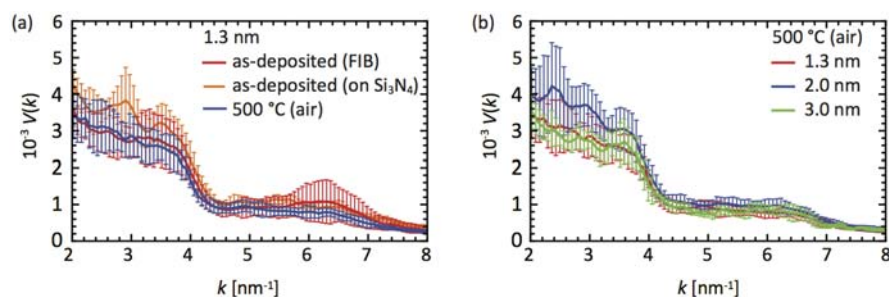 (a)
1.3 nm
as-deposited (FIB)
as-deposited (on Si₃N₄)
500 °C (air)
10⁻³ V(k)
6
5
4
3
2
1
0
2 3 4 5 6 7 8
k [nm⁻¹]
(b)
500 °C (air)
1.3 nm
2.0 nm
3.0 nm
10⁻³ V(k)
6
5
4
3
2
1
0
2 3 4 5 6 7 8
k [nm⁻¹]